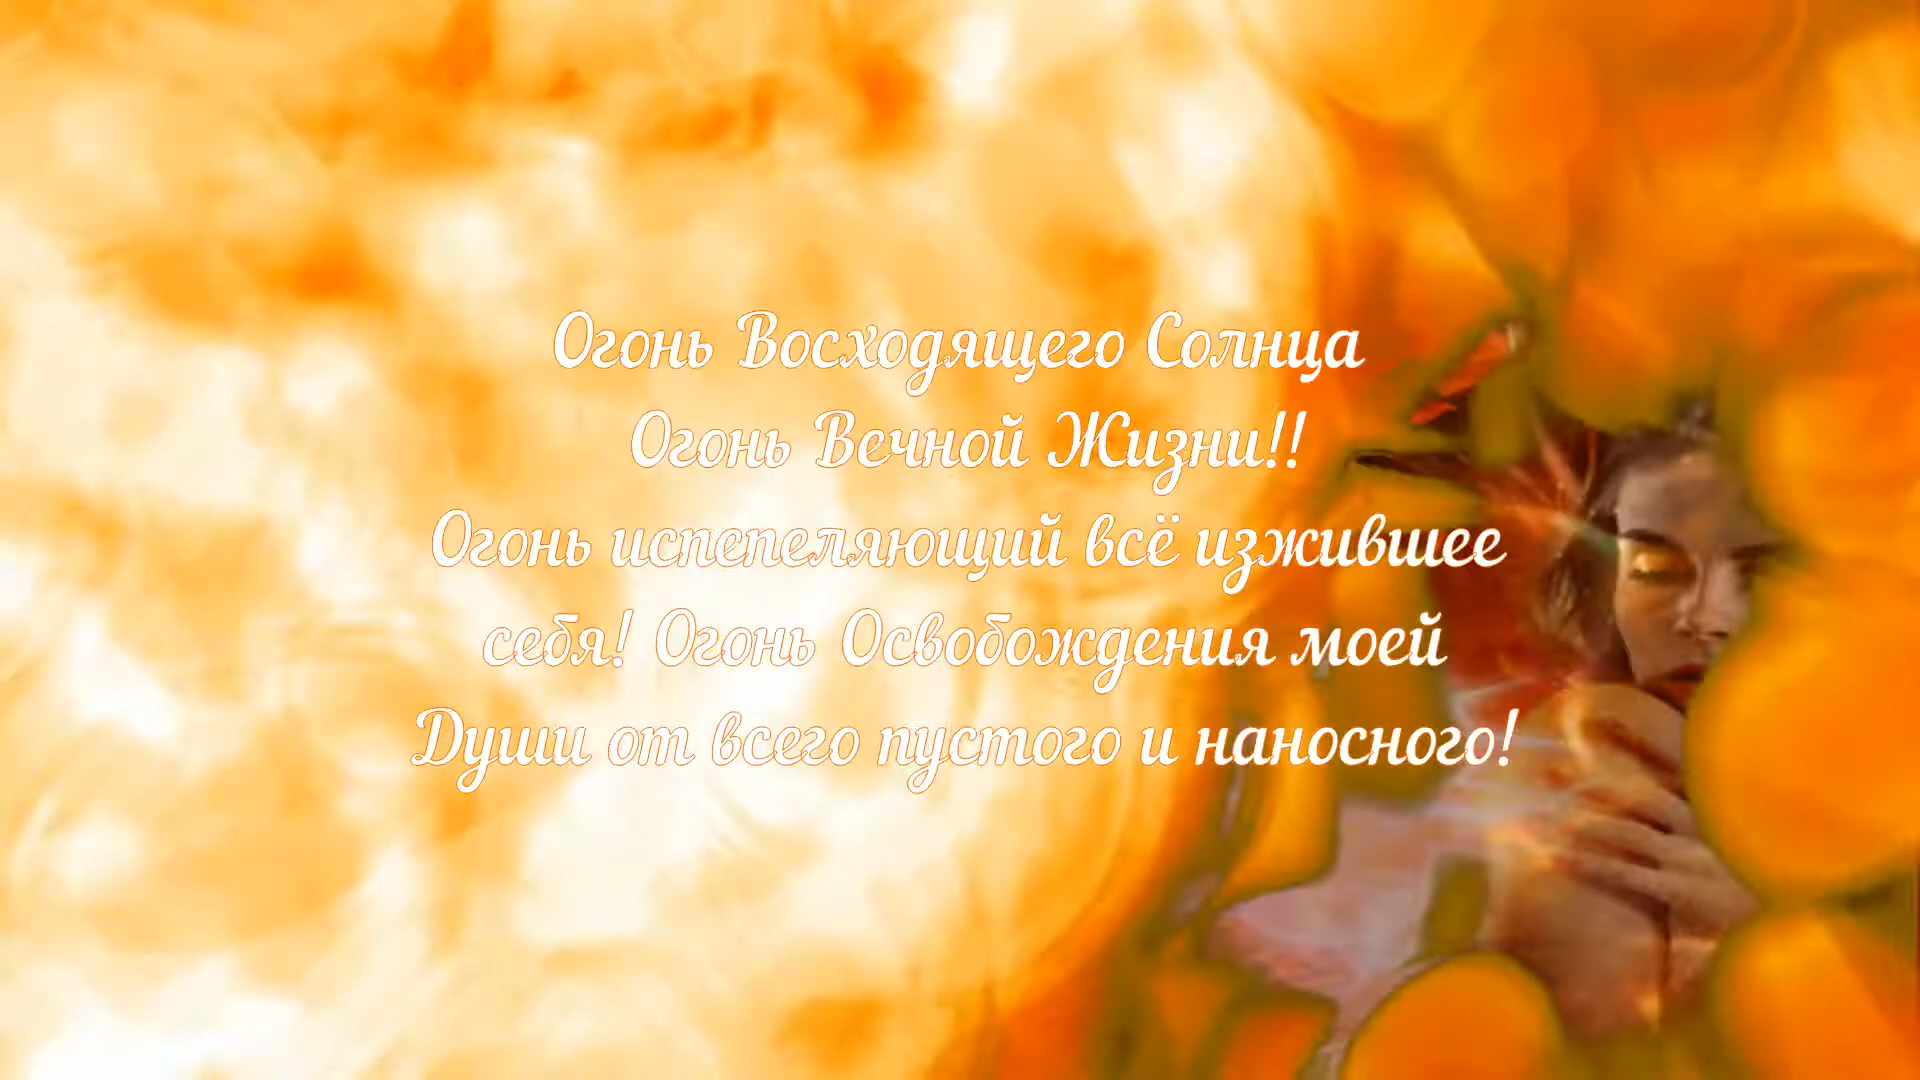 Огонь Восходящего Солнца
Огонь Вечной Жизни!!
Огонь испепеляющий всё изжившее
себя! Огонь Освобождения моей
Души от всего пустого и наносного!